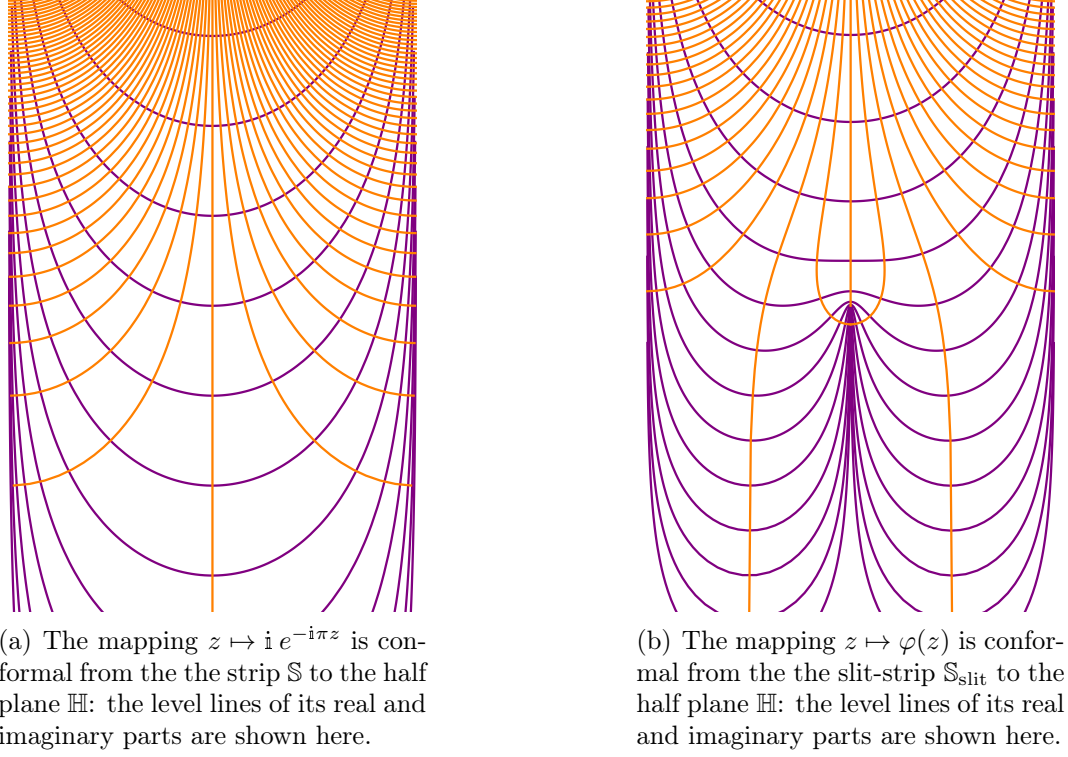 (a) The mapping z ↦ i e^{−iπz} is con-
formal from the the strip 𝕊 to the half
plane ℍ: the level lines of its real and
imaginary parts are shown here.
(b) The mapping z ↦ φ(z) is confor-
mal from the the slit-strip 𝕊_slit to the
half plane ℍ: the level lines of its real
and imaginary parts are shown here.